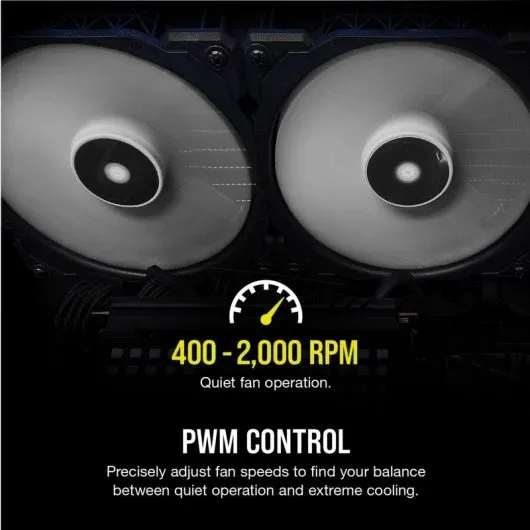 400 - 2,000 RPM
Quiet fan operation.
PWM CONTROL
Precisely adjust fan speeds to find your balance
between quiet operation and extreme cooling.